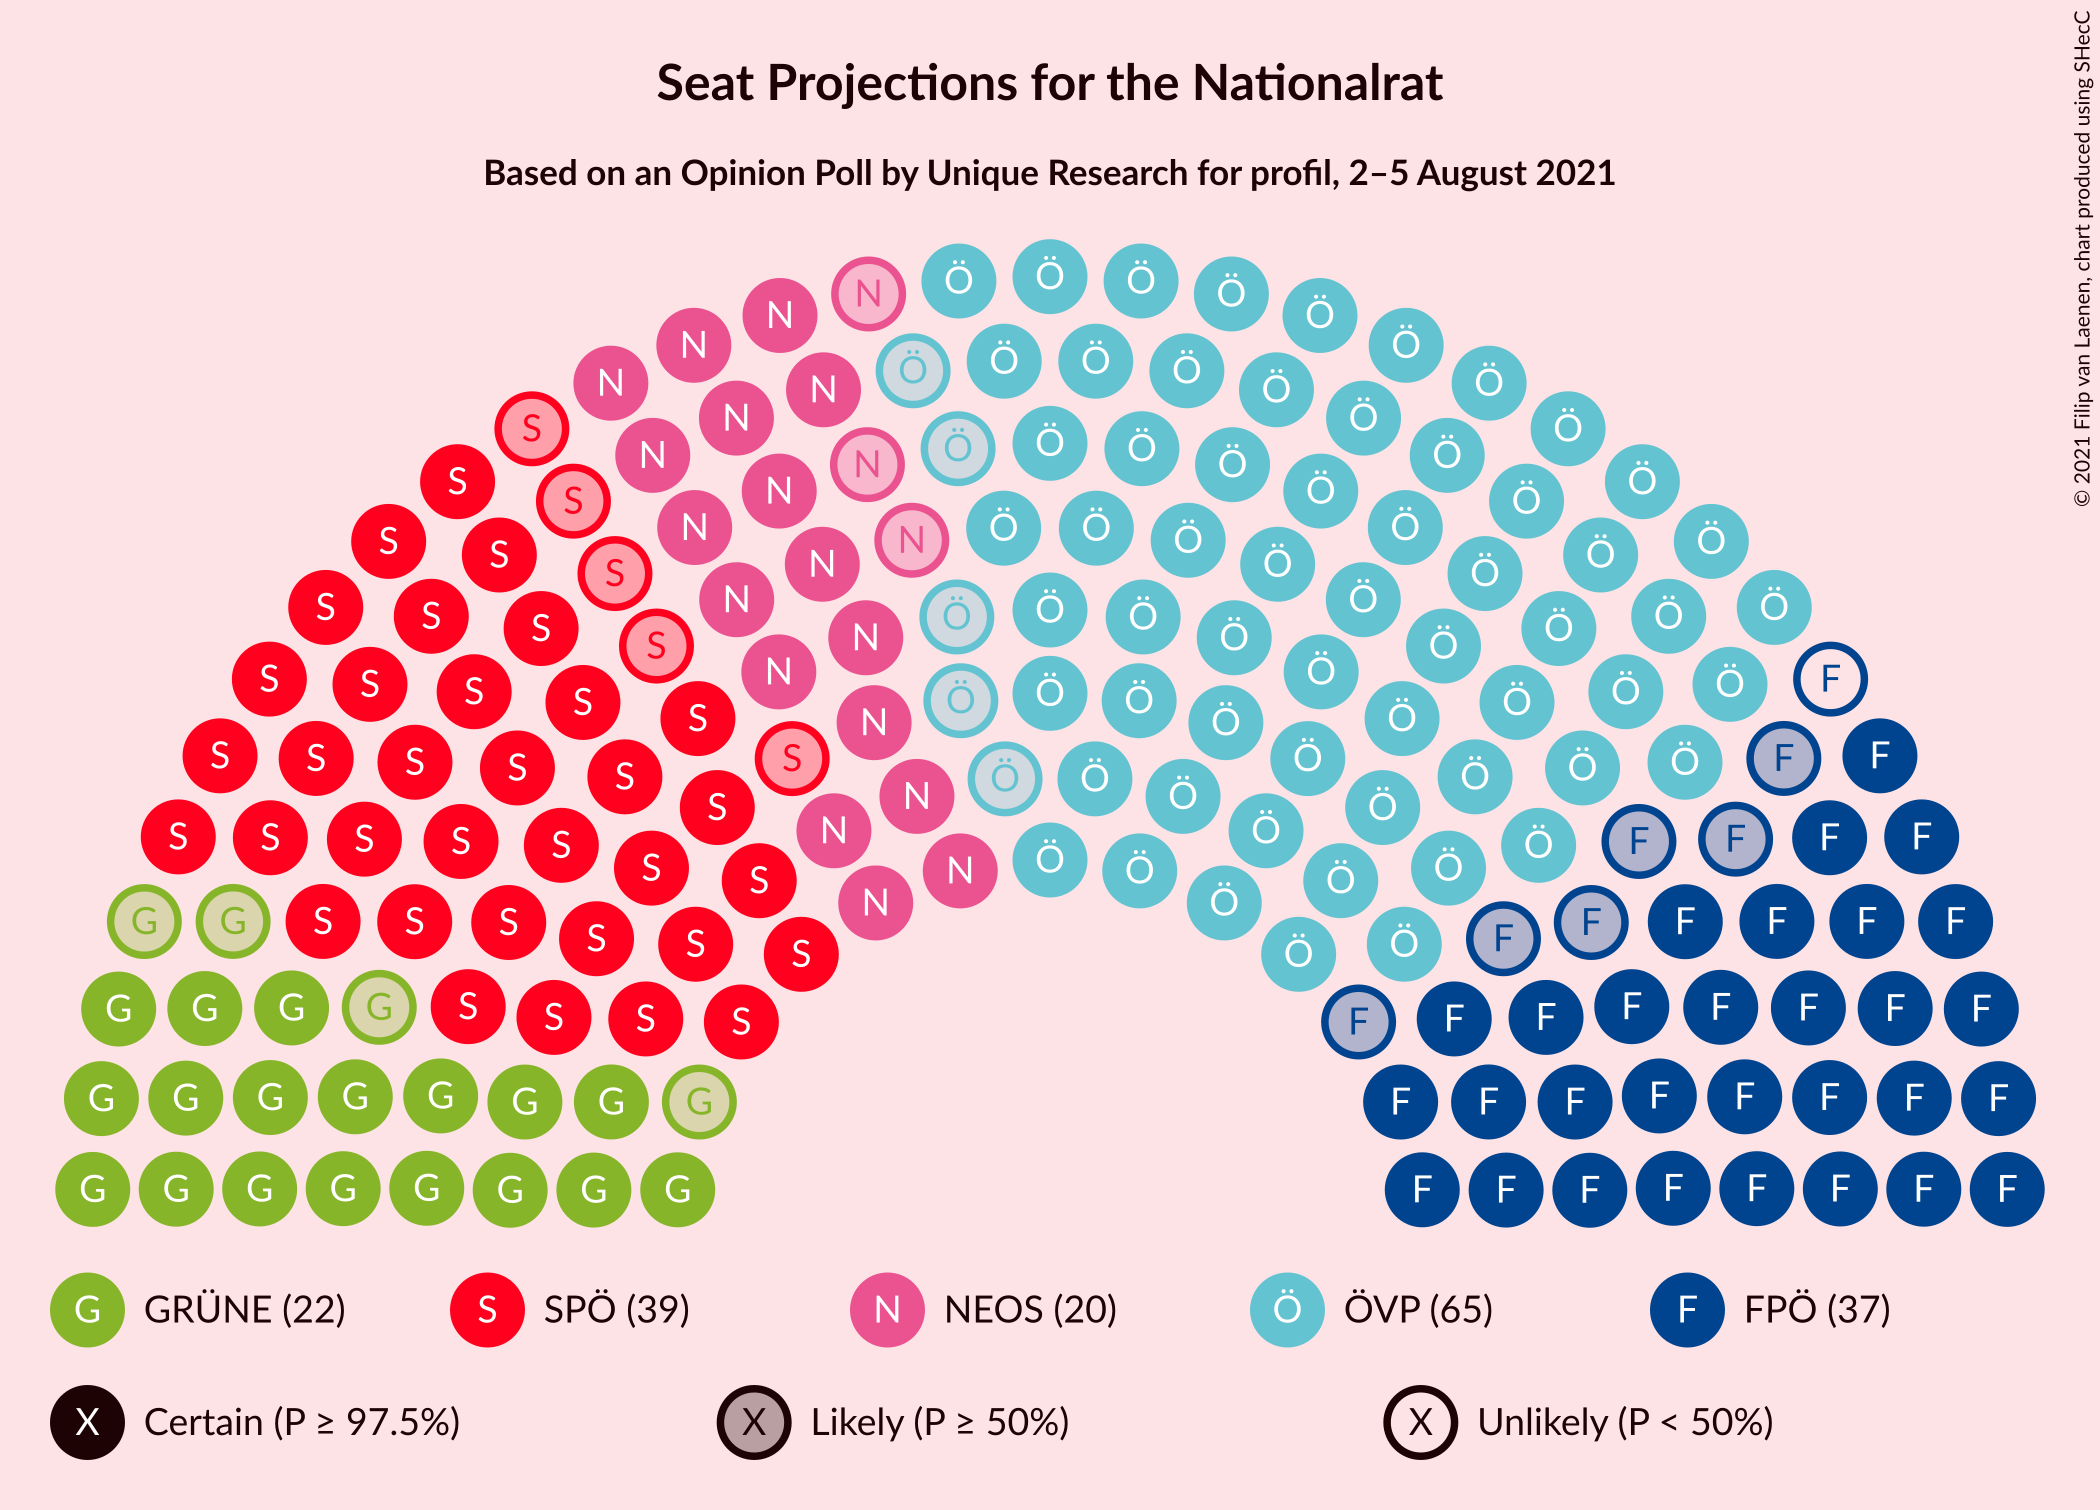 Seat Projections for the Nationalrat
Based on an Opinion Poll by Unique Research for profil, 2–5 August 2021
© 2021 Filip van Laenen, chart produced using SHecC
N Ö Ö Ö Ö Ö Ö Ö Ö Ö Ö Ö F F F F F F F
G G G G S S S S S S S S N N N
N Ö Ö Ö Ö Ö Ö Ö Ö Ö Ö F F F F F F
G G G G S S S S S S S N N
N Ö Ö Ö Ö Ö Ö Ö Ö Ö F F F F F
G G G S S S S S S S N N
N Ö Ö Ö Ö Ö Ö Ö Ö F F F F F
G G G G S S S S S S N N
Ö Ö Ö Ö Ö Ö Ö Ö F F F F
G G G S S S S S N N
Ö Ö Ö Ö Ö Ö F F F F
G G S S S S S N N
Ö Ö Ö Ö Ö F F F
G G S S S N N
Ö Ö Ö Ö F F F
G G S S N N
G GRÜNE (22)
S SPÖ (39)
N NEOS (20)
Ö ÖVP (65)
F FPÖ (37)
X Certain (P ≥ 97.5%)
X Likely (P ≥ 50%)
X Unlikely (P < 50%)